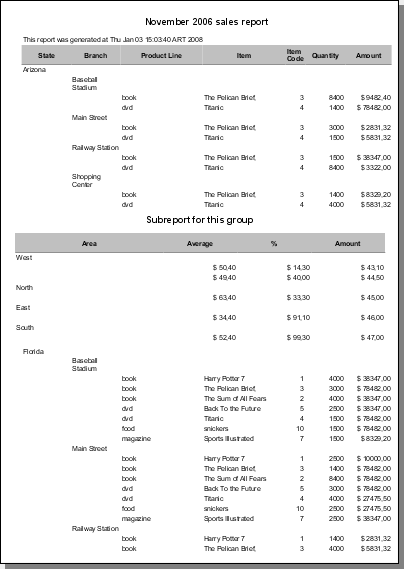 November 2006 sales report
This report was generated at Thu Jan 03 15:03:40 ART 2008
State Branch Product Line Item Item Code Quantity Amount
Arizona
Baseball
Stadium
book The Pelican Brief, 3 8400 $ 9482,40
dvd Titanic 4 1400 $ 78482,00
Main Street
book The Pelican Brief, 3 3000 $ 2831,32
dvd Titanic 4 1500 $ 5831,32
Railway Station
book The Pelican Brief, 3 1500 $ 38347,00
dvd Titanic 4 8400 $ 3322,00
Shopping
Center
book The Pelican Brief, 3 1400 $ 8329,20
dvd Titanic 4 4000 $ 5831,32
Subreport for this group
Area Average % Amount
West
$ 50,40 $ 14,30 $ 43,10
$ 49,40 $ 40,00 $ 44,50
North
$ 63,40 $ 33,30 $ 45,00
East
$ 34,40 $ 91,10 $ 46,00
South
$ 52,40 $ 99,30 $ 47,00
Florida
Baseball
Stadium
book Harry Potter 7 1 4000 $ 38347,00
book The Pelican Brief, 3 3000 $ 78482,00
book The Sum of All Fears 2 4000 $ 38347,00
dvd Back To the Future 5 2500 $ 38347,00
dvd Titanic 4 1500 $ 78482,00
food snickers 10 1500 $ 78482,00
magazine Sports Illustrated 7 1500 $ 8329,20
Main Street
book Harry Potter 7 1 2500 $ 10000,00
book The Pelican Brief, 3 1400 $ 78482,00
book The Sum of All Fears 2 8400 $ 78482,00
dvd Back To the Future 5 3000 $ 78482,00
dvd Titanic 4 4000 $ 27475,50
food snickers 10 2500 $ 27475,50
magazine Sports Illustrated 7 2500 $ 38347,00
Railway Station
book Harry Potter 7 1 1400 $ 2831,32
book The Pelican Brief, 3 4000 $ 5831,32